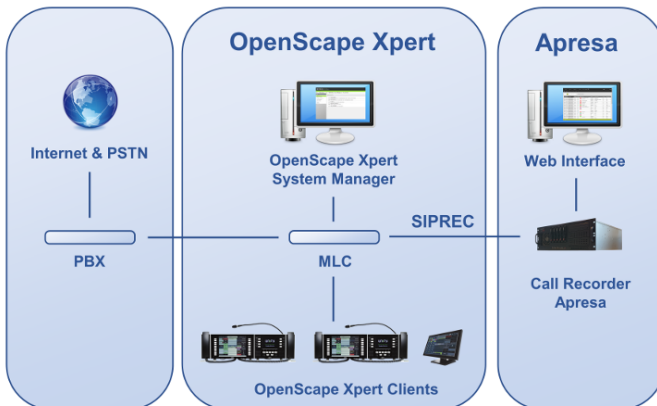 OpenScape Xpert
Apresa
Internet & PSTN
OpenScape Xpert
System Manager
Web Interface
SIPREC
PBX
MLC
Call Recorder
Apresa
OpenScape Xpert Clients